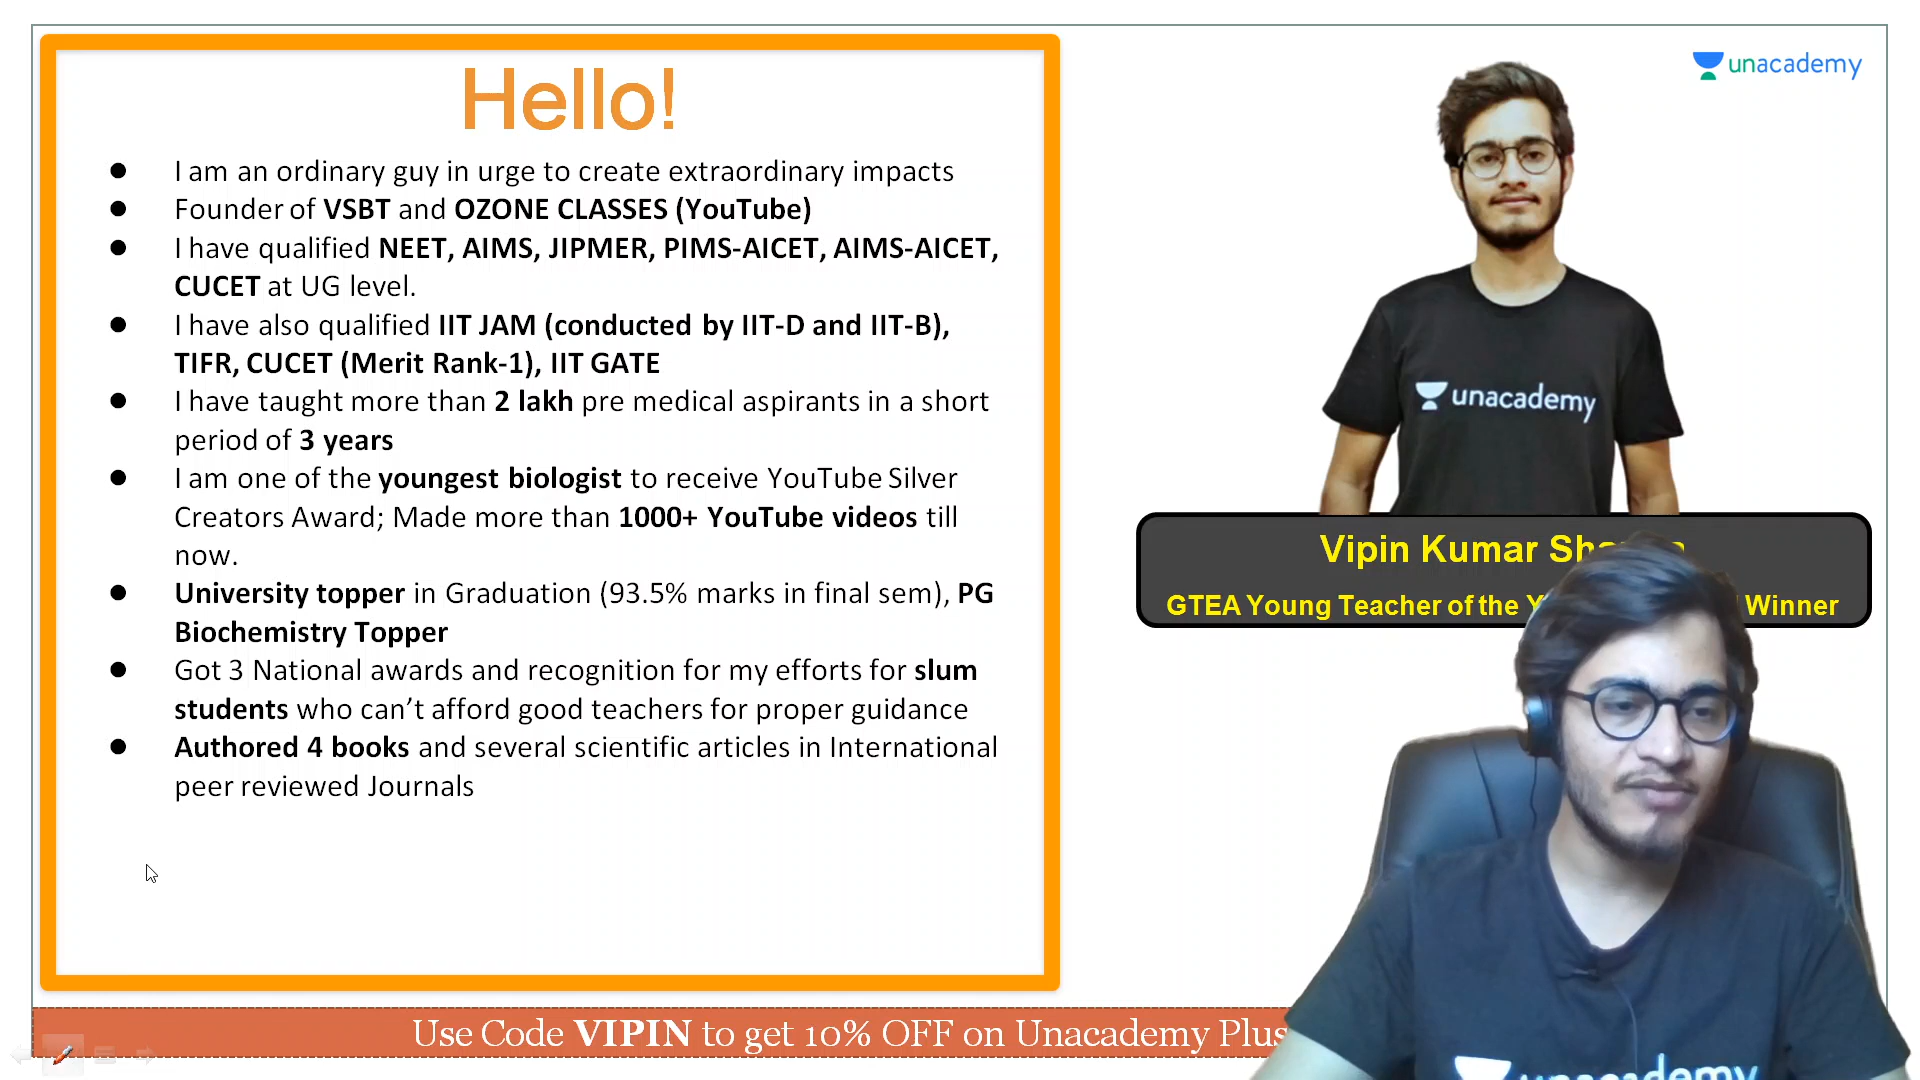 Hello!
● I am an ordinary guy in urge to create extraordinary impacts
● Founder of VSBT and OZONE CLASSES (YouTube)
● I have qualified NEET, AIMS, JIPMER, PIMS-AICET, AIMS-AICET,
CUCET at UG level.
● I have also qualified IIT JAM (conducted by IIT-D and IIT-B),
TIFR, CUCET (Merit Rank-1), IIT GATE
● I have taught more than 2 lakh pre medical aspirants in a short
period of 3 years
● I am one of the youngest biologist to receive YouTube Silver
Creators Award; Made more than 1000+ YouTube videos till
now.
● University topper in Graduation (93.5% marks in final sem), PG
Biochemistry Topper
● Got 3 National awards and recognition for my efforts for slum
students who can't afford good teachers for proper guidance
● Authored 4 books and several scientific articles in International
peer reviewed Journals
unacademy
unacademy
Vipin Kumar
GTEA Young Teacher of the Winner
Use Code VIPIN to get 10% OFF on Unacademy Plus
unacademy